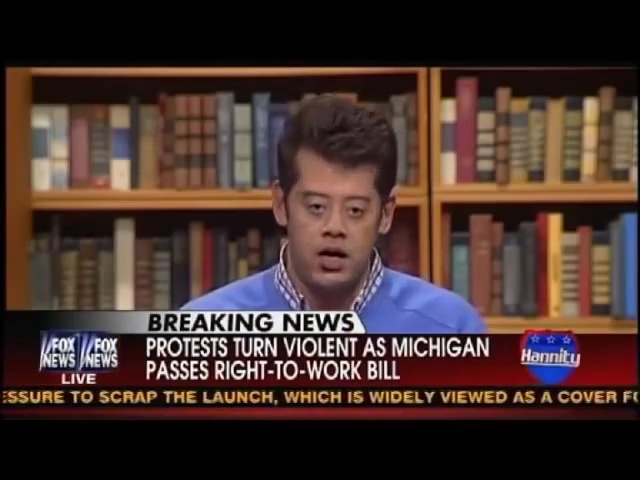 BREAKING NEWS
FOX NEWS FOX NEWS
PROTESTS TURN VIOLENT AS MICHIGAN
Hannity
PASSES RIGHT-TO-WORK BILL
LIVE
ESSURE TO SCRAP THE LAUNCH, WHICH IS WIDELY VIEWED AS A COVER F